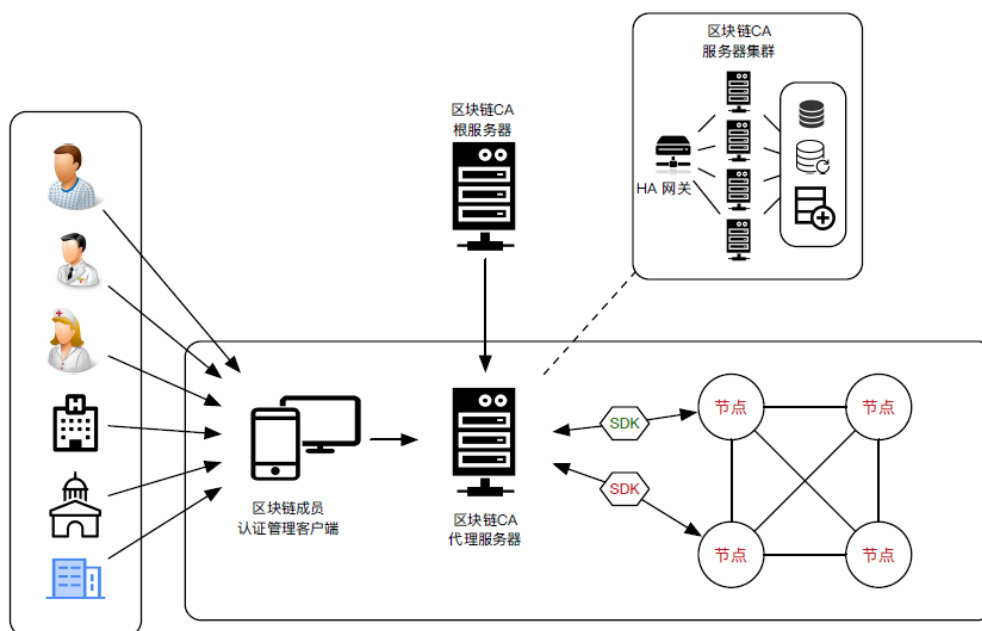 区块链CA
服务器集群
HA 网关
区块链CA
根服务器
区块链成员
认证管理客户端
区块链CA
代理服务器
SDK
SDK
节点
节点
节点
节点